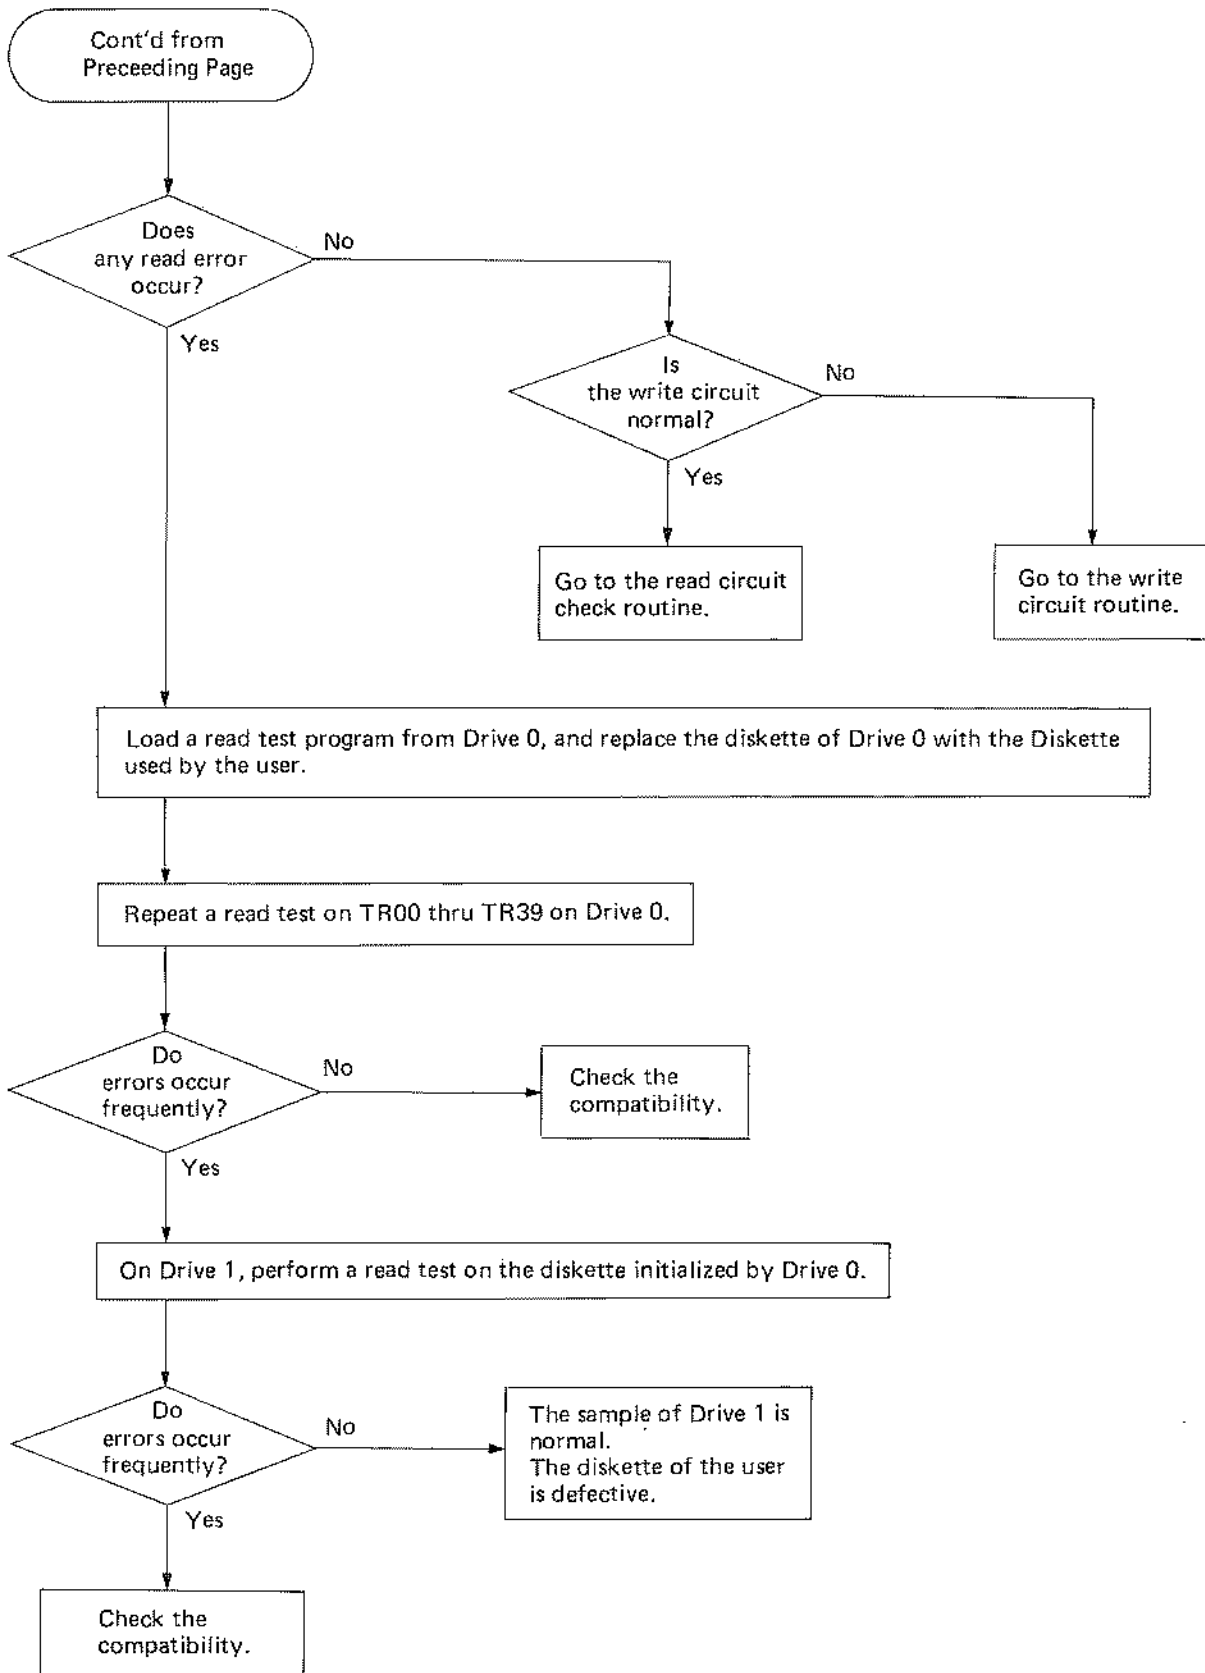 Cont'd from
Preceeding Page
Does
any read error
occur?
No
Yes
Is
the write circuit
normal?
No
Yes
Go to the read circuit
check routine.
Go to the write
circuit routine.
Load a read test program from Drive 0, and replace the diskette of Drive 0 with the Diskette
used by the user.
Repeat a read test on TR00 thru TR39 on Drive 0.
Do
errors occur
frequently?
No
Yes
Check the
compatibility.
On Drive 1, perform a read test on the diskette initialized by Drive 0.
Do
errors occur
frequently?
No
Yes
The sample of Drive 1 is
normal.
The diskette of the user
is defective.
Check the
compatibility.